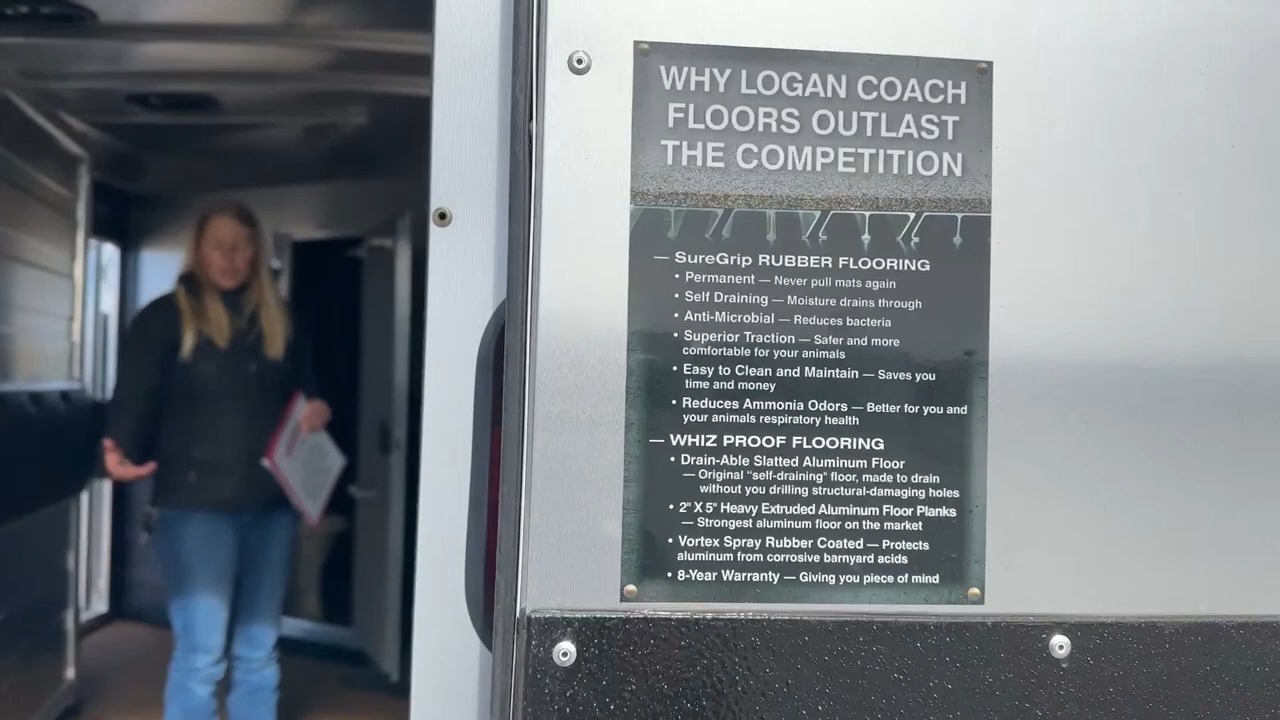 WHY LOGAN COACH
FLOORS OUTLAST
THE COMPETITION
— SureGrip RUBBER FLOORING
• Permanent — Never pull mats again
• Self Draining — Moisture drains through
• Anti-Microbial — Reduces bacteria
• Superior Traction — Safer and more
comfortable for your animals
• Easy to Clean and Maintain — Saves you
time and money
• Reduces Ammonia Odors — Better for you and
your animals respiratory health
— WHIZ PROOF FLOORING
• Drain-Able Slatted Aluminum Floor
— Original "self-draining" floor, made to drain
without you drilling structural-damaging holes
• 2" X 5" Heavy Extruded Aluminum Floor Planks
— Strongest aluminum floor on the market
• Vortex Spray Rubber Coated — Protects
aluminum from corrosive barnyard acids
• 8-Year Warranty — Giving you piece of mind